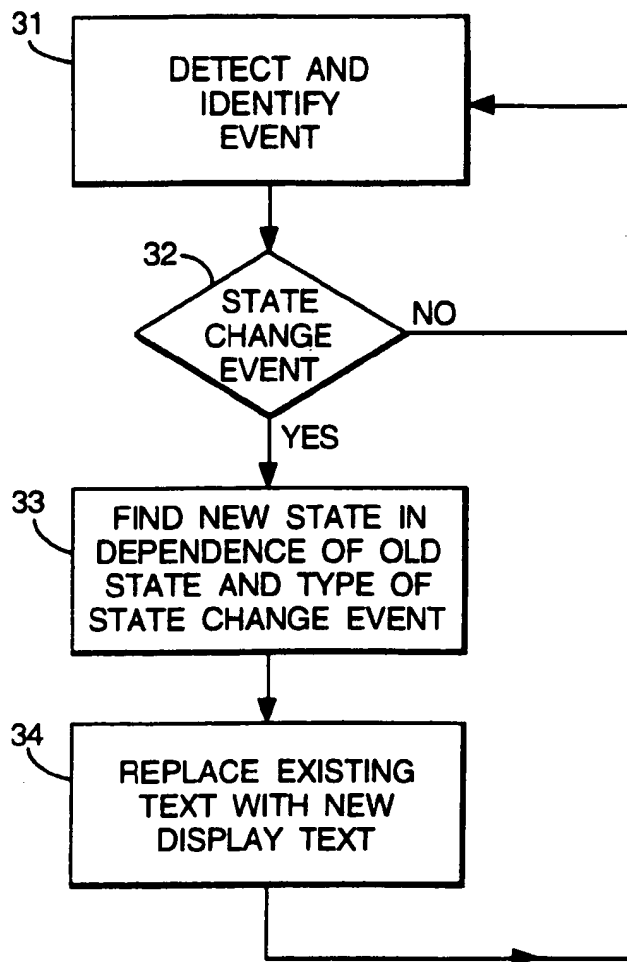 31
DETECT AND
IDENTIFY
EVENT
32
STATE
CHANGE
EVENT
NO
YES
33
FIND NEW STATE IN
DEPENDENCE OF OLD
STATE AND TYPE OF
STATE CHANGE EVENT
34
REPLACE EXISTING
TEXT WITH NEW
DISPLAY TEXT